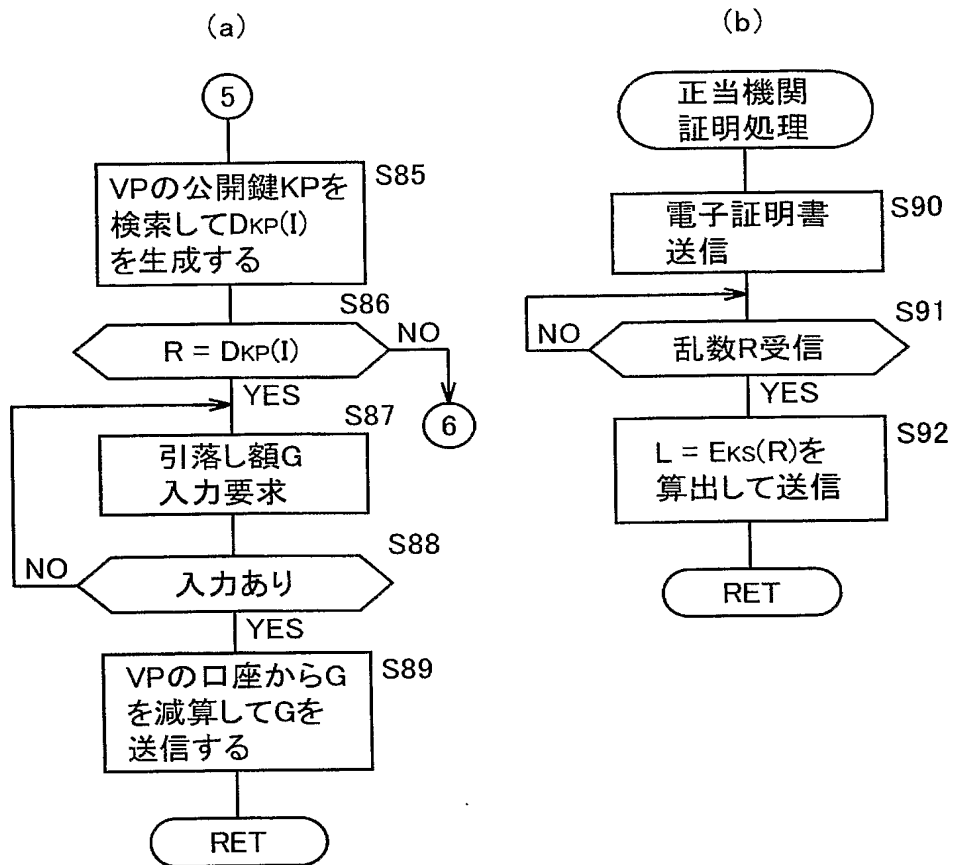 (a)
5
VPの公開鍵KPを
検索してDKP(I)
を生成する
S85
S86
R = DKP(I)
NO
6
YES
S87
引落し額G
入力要求
S88
NO
入力あり
YES
VPの口座からG
を減算してGを
送信する
S89
RET
(b)
正当機関
証明処理
電子証明書
送信
S90
S91
NO
乱数R受信
YES
L = EKS(R)を
算出して送信
S92
RET